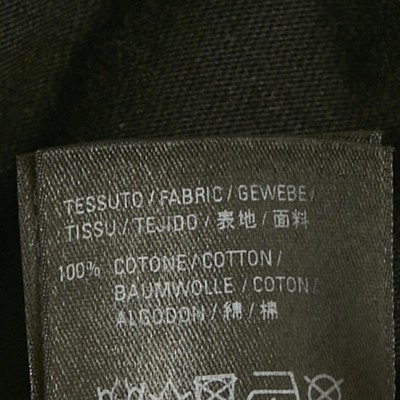 TESSUTO / FABRIC / GEWEBE /
TISSU / TEJIDO / 表地 / 面料
100% COTONE / COTTON /
BAUMWOLLE / COTON /
ALGODON / 綿 / 棉